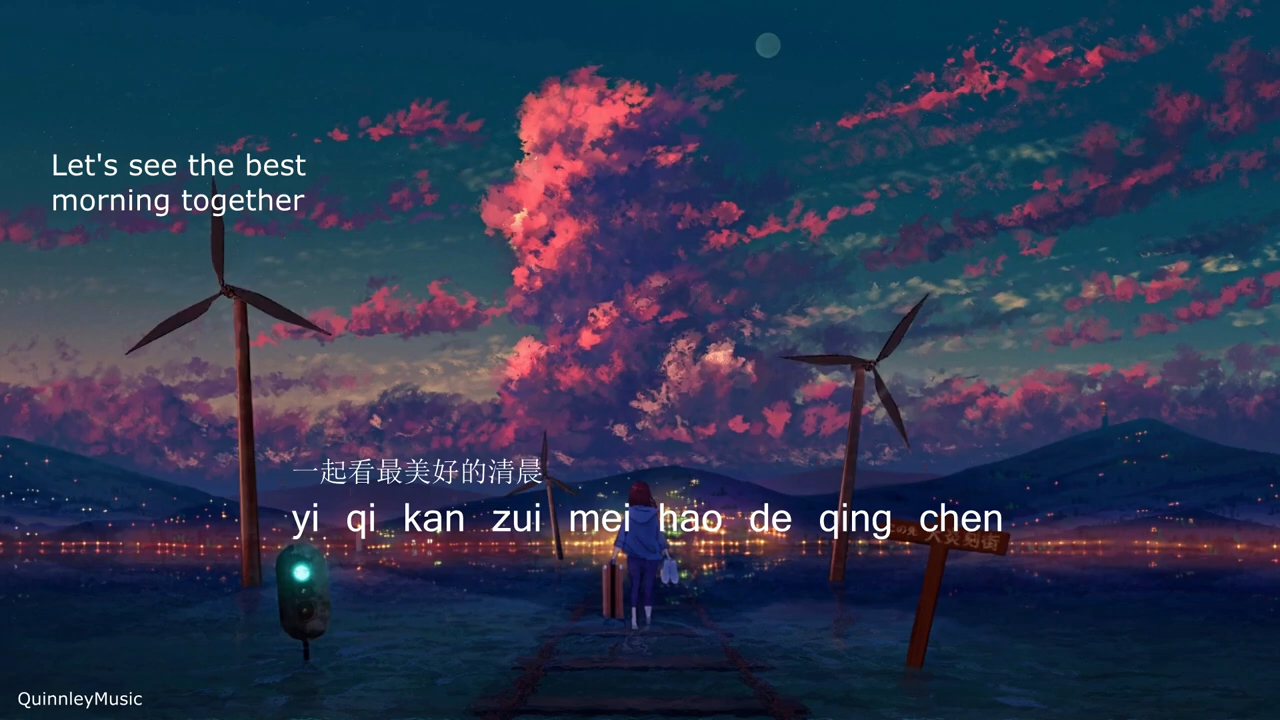 Let's see the best
morning together
一起看最美好的清晨
yi qi kan zui mei hao de qing chen
QuinnleyMusic